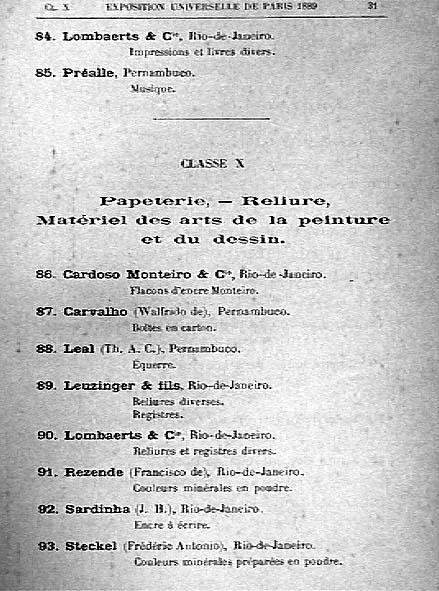 CL. X EXPOSITION UNIVERSELLE DE PARIS 1889 31
84. Lombaerts & Cie, Rio-de-Janeiro.
Impressions et livres divers.
85. Préalle, Pernambuco.
Musique.
CLASSE X
Papeterie, — Reliure,
Matériel des arts de la peinture
et du dessin.
86. Cardoso Monteiro & Cie, Rio-de-Janeiro.
Flacons d'encre Monteiro.
87. Carvalho (Walfrido de), Pernambuco.
Boîtes en carton.
88. Leal (Th. A. C.), Pernambuco.
Équerre.
89. Leuzinger & fils, Rio-de-Janeiro.
Reliures diverses.
Registres.
90. Lombaerts & Cie, Rio-de-Janeiro.
Reliures et registres divers.
91. Rezende (Francisco de), Rio-de-Janeiro.
Couleurs minérales en poudre.
92. Sardinha (J. B.), Rio-de-Janeiro.
Encre à écrire.
93. Steckel (Frédéric Antonio), Rio-de-Janeiro.
Couleurs minérales préparées en poudre.